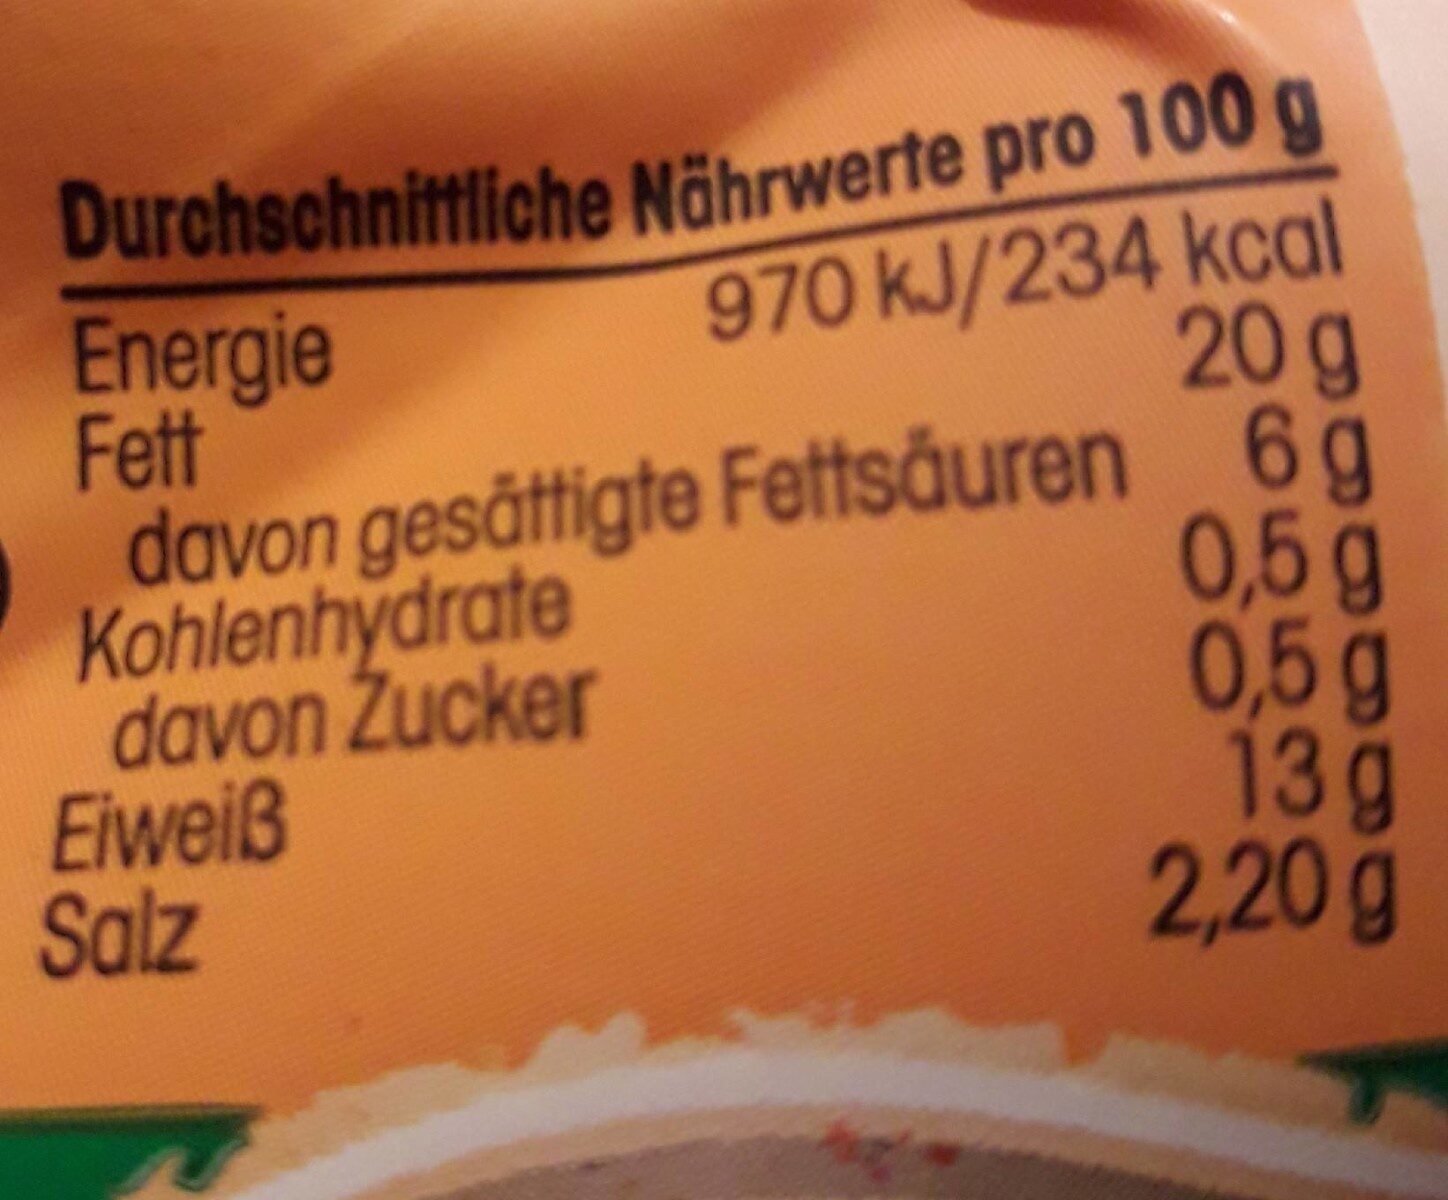 Durchschnittliche Nährwerte pro 100 g
Energie 970 kJ/234 kcal
Fett 20 g
davon gesättigte Fettsäuren 6 g
Kohlenhydrate 0,5 g
davon Zucker 0,5 g
Eiweiß 13 g
Salz 2,20 g